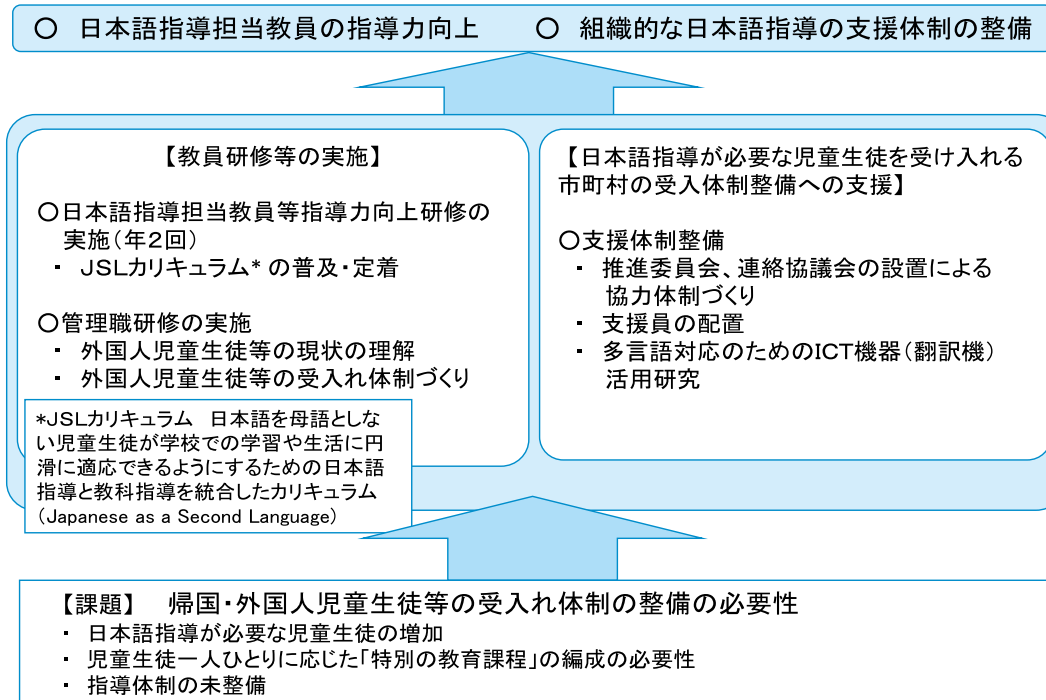 ○ 日本語指導担当教員の指導力向上　○ 組織的な日本語指導の支援体制の整備
【教員研修等の実施】
○日本語指導担当教員等指導力向上研修の
実施(年2回)
・ JSLカリキュラム* の普及・定着
○管理職研修の実施
・ 外国人児童生徒等の現状の理解
・ 外国人児童生徒等の受入れ体制づくり
*JSLカリキュラム　日本語を母語としな
い児童生徒が学校での学習や生活に円
滑に適応できるようにするための日本語
指導と教科指導を統合したカリキュラム
(Japanese as a Second Language)
【日本語指導が必要な児童生徒を受け入れる
市町村の受入体制整備への支援】
○支援体制整備
・ 推進委員会、連絡協議会の設置による
協力体制づくり
・ 支援員の配置
・ 多言語対応のためのICT機器(翻訳機)
活用研究
【課題】　帰国・外国人児童生徒等の受入れ体制の整備の必要性
・ 日本語指導が必要な児童生徒の増加
・ 児童生徒一人ひとりに応じた「特別の教育課程」の編成の必要性
・ 指導体制の未整備